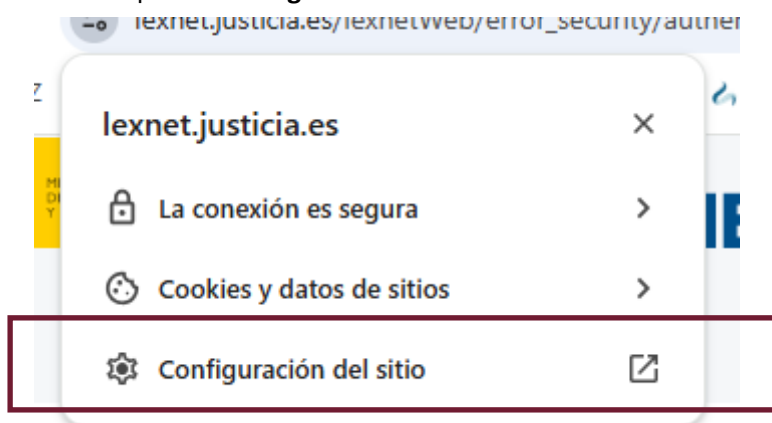 lexnet.justicia.es/lexnetWeb/error_security/authen
Z
lexnet.justicia.es
La conexión es segura
Cookies y datos de sitios
Configuración del sitio